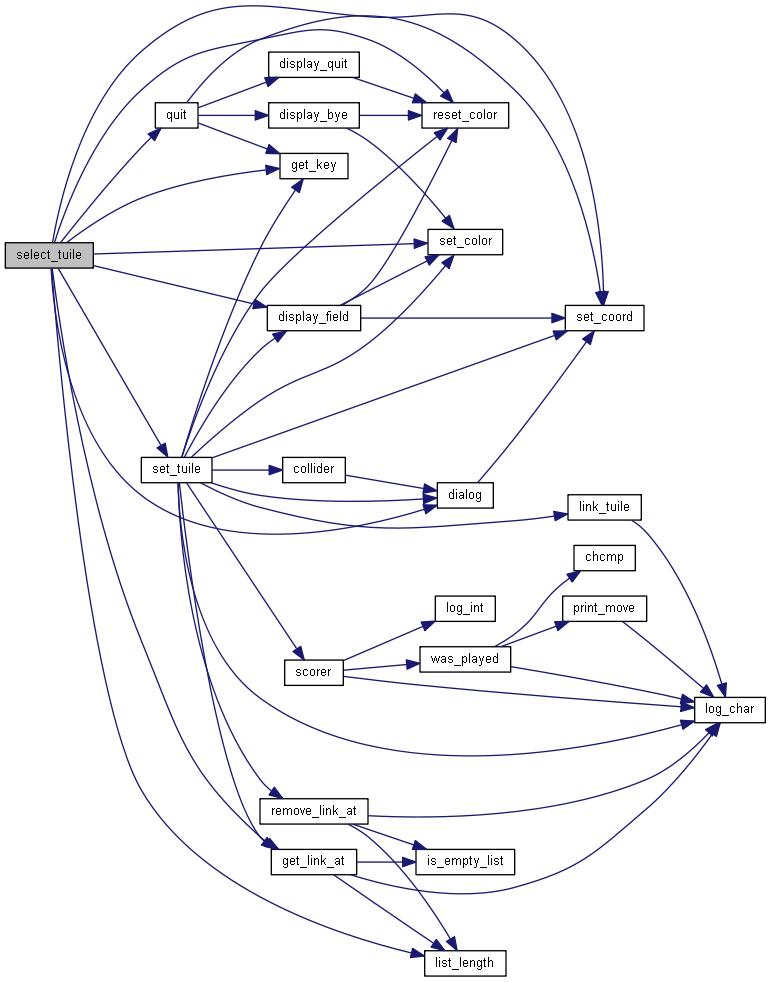 display_quit
quit
display_bye
reset_color
get_key
select_tuile
set_color
display_field
set_coord
set_tuile
collider
dialog
link_tuile
chcmp
log_int
print_move
was_played
scorer
log_char
remove_link_at
get_link_at
is_empty_list
list_length